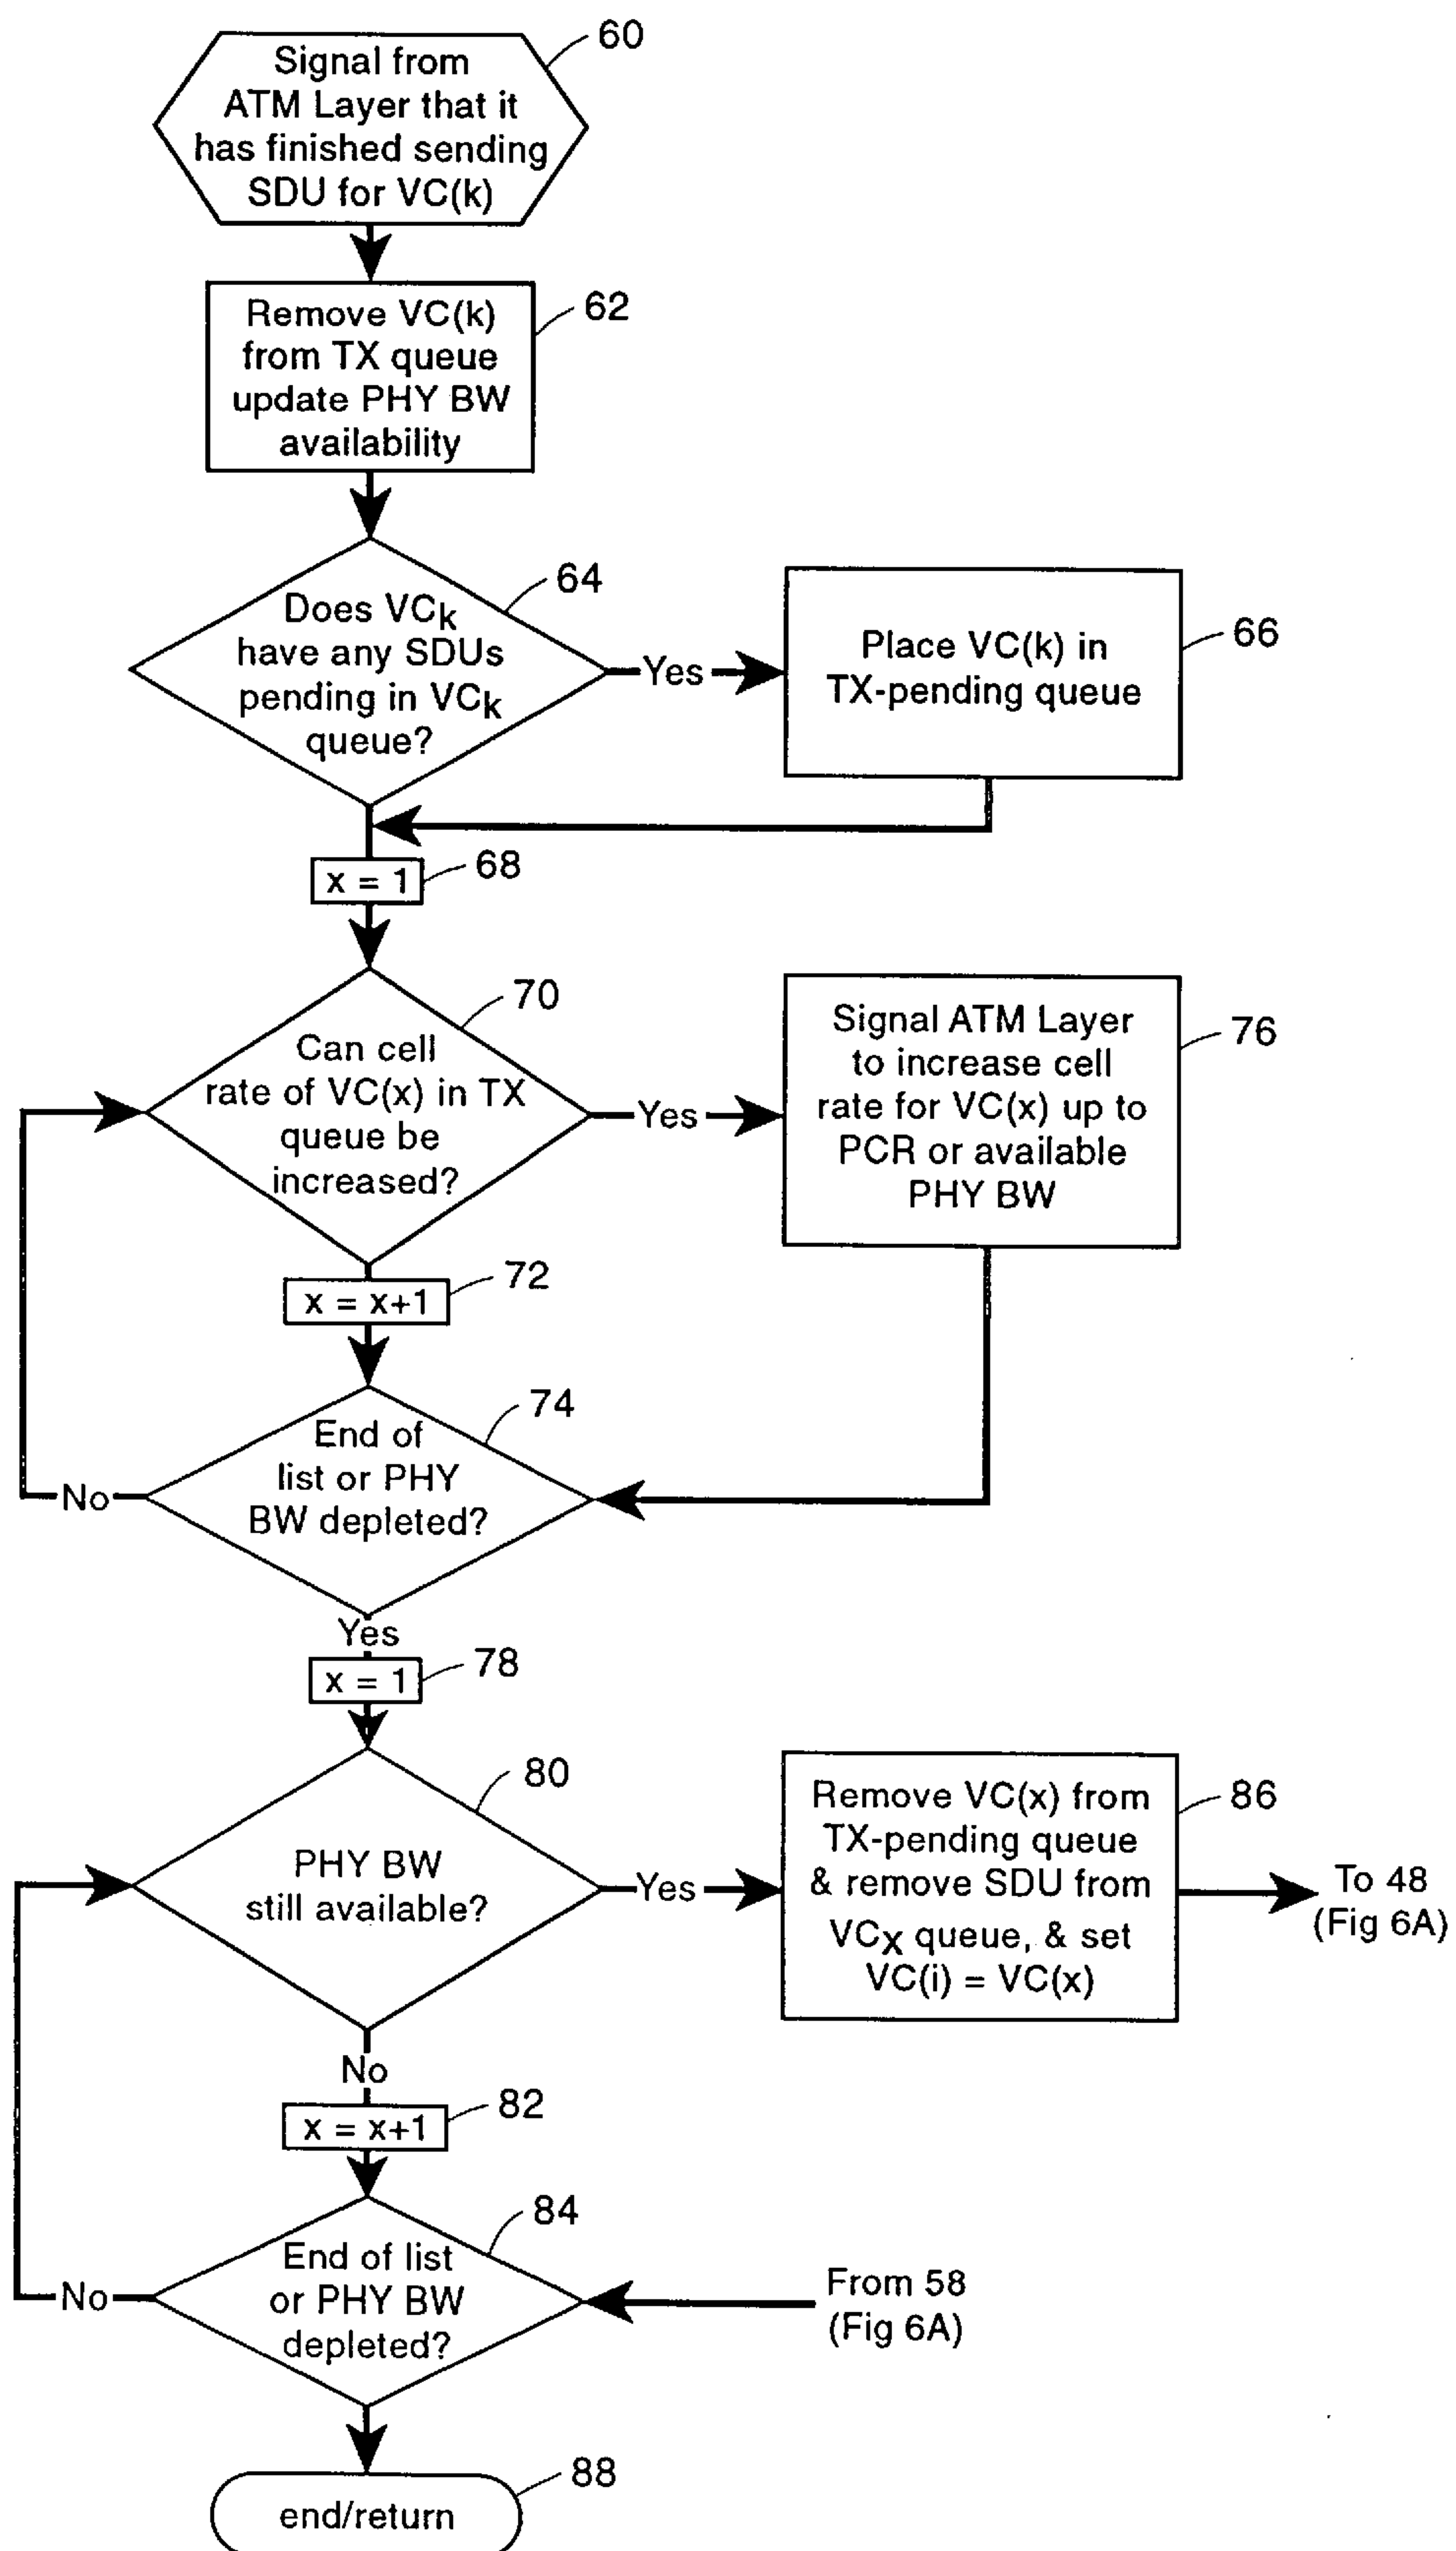 60
Signal from
ATM Layer that it
has finished sending
SDU for VC(k)
62
Remove VC(k)
from TX queue
update PHY BW
availability
64
Does VCk
have any SDUs
pending in VCk
queue?
Yes
66
Place VC(k) in
TX-pending queue
68
x = 1
70
Can cell
rate of VC(x) in TX
queue be
increased?
Yes
76
Signal ATM Layer
to increase cell
rate for VC(x) up to
PCR or available
PHY BW
72
x = x+1
74
End of
list or PHY
BW depleted?
No
Yes
78
x = 1
80
PHY BW
still available?
Yes
86
Remove VC(x) from
TX-pending queue
& remove SDU from
VCx queue, & set
VC(i) = VC(x)
To 48
(Fig 6A)
No
82
x = x+1
84
End of list
or PHY BW
depleted?
No
From 58
(Fig 6A)
88
end/return